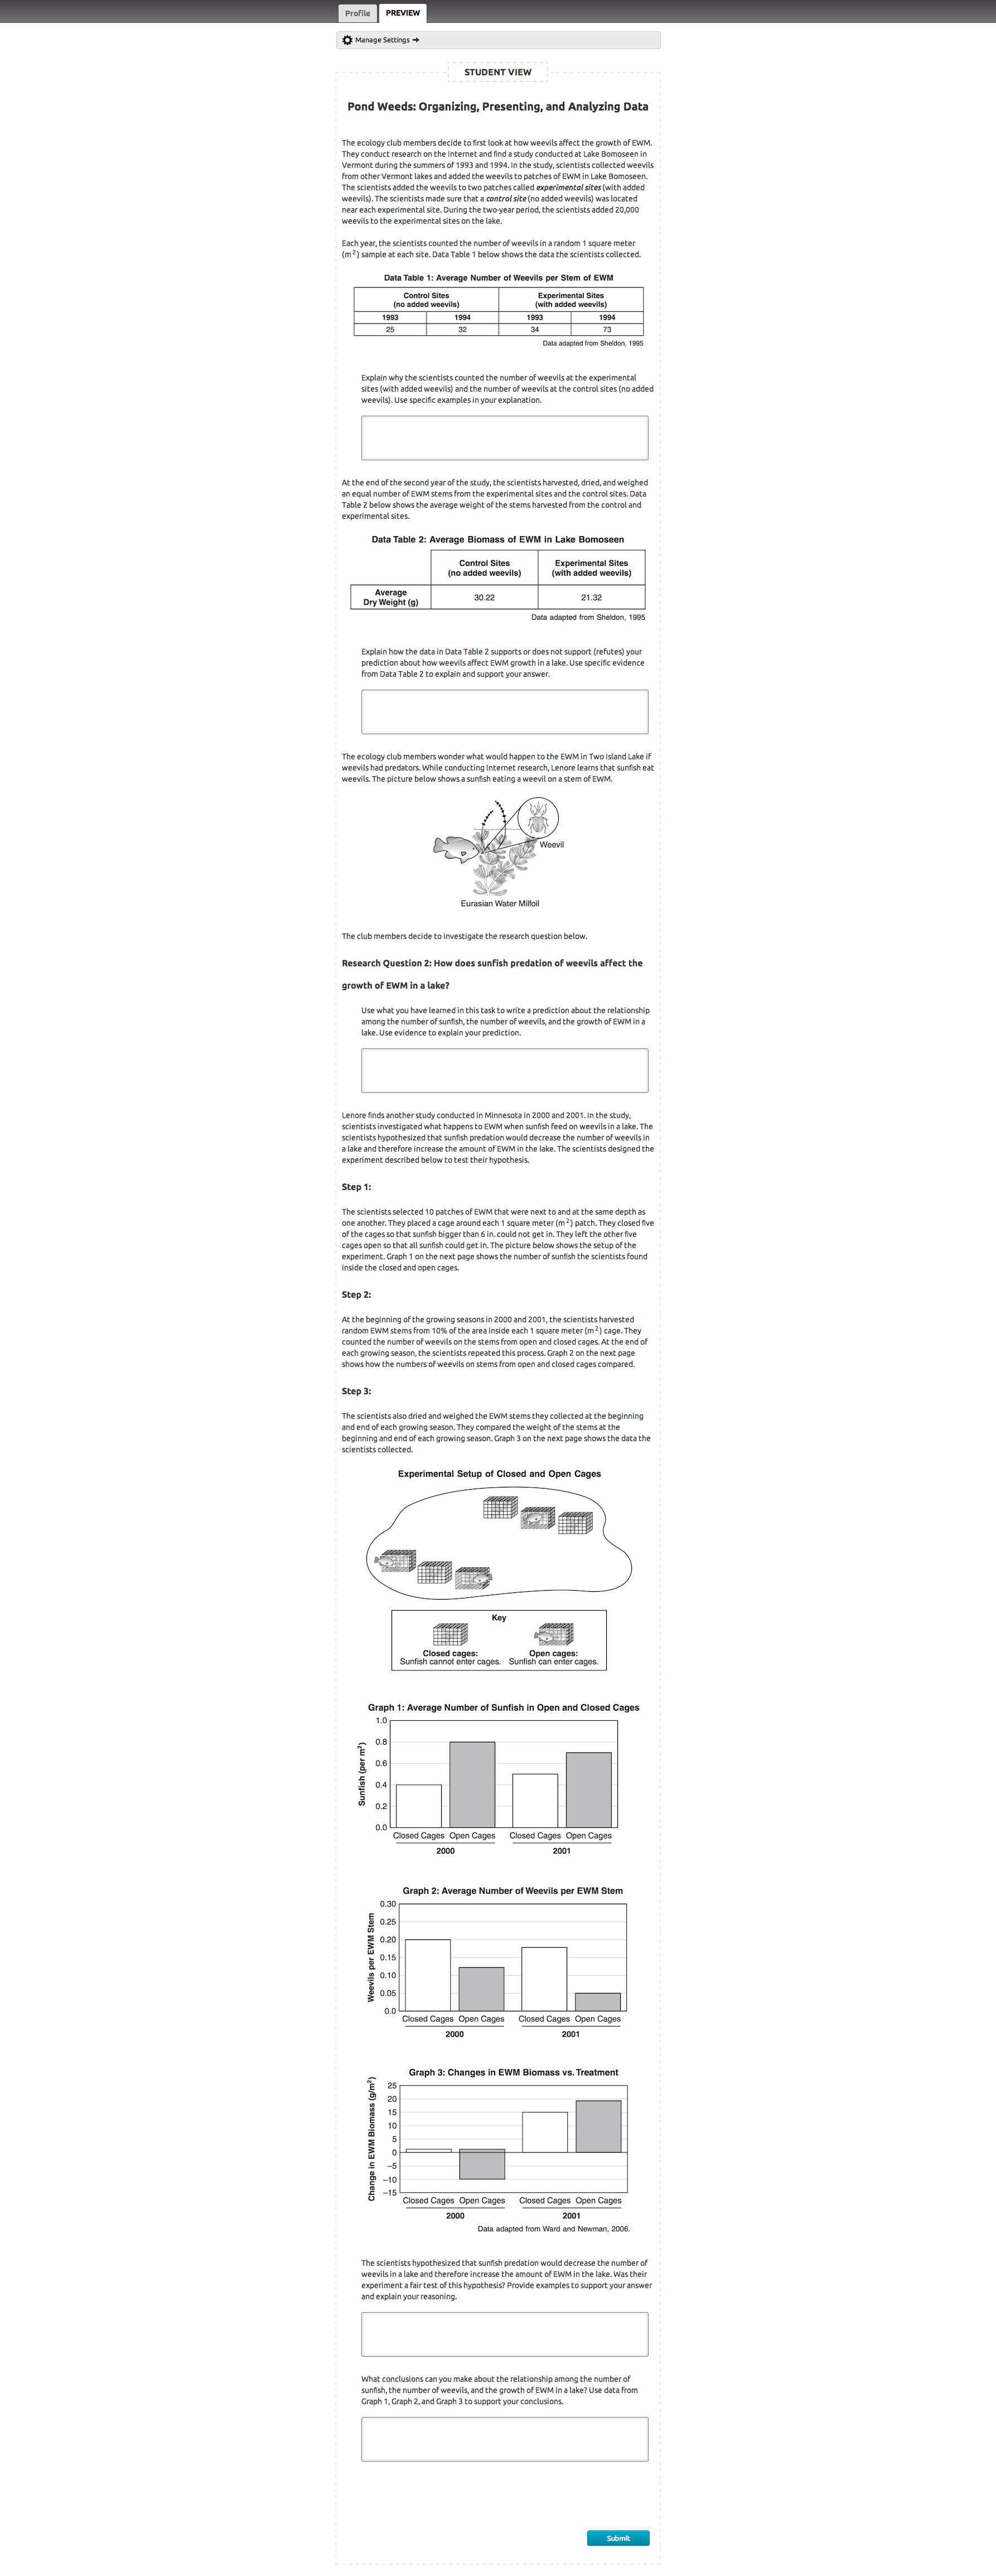 Profile
PREVIEW
Manage Settings ➔
STUDENT VIEW
Pond Weeds: Organizing, Presenting, and Analyzing Data
The ecology club members decide to first look at how weevils affect the growth of EWM.
They conduct research on the Internet and find a study conducted at Lake Bomoseen in
Vermont during the summers of 1993 and 1994. In the study, scientists collected weevils
from other Vermont lakes and added the weevils to patches of EWM in Lake Bomoseen.
The scientists added the weevils to two patches called experimental sites (with added
weevils). The scientists made sure that a control site (no added weevils) was located
near each experimental site. During the two-year period, the scientists added 20,000
weevils to the experimental sites on the lake.
Each year, the scientists counted the number of weevils in a random 1 square meter
(m²) sample at each site. Data Table 1 below shows the data the scientists collected.
Data Table 1: Average Number of Weevils per Stem of EWM
Control Sites Experimental Sites
(no added weevils) (with added weevils)
1993 1994 1993 1994
25 32 34 73
Data adapted from Sheldon, 1995
Explain why the scientists counted the number of weevils at the experimental
sites (with added weevils) and the number of weevils at the control sites (no added
weevils). Use specific examples in your explanation.
At the end of the second year of the study, the scientists harvested, dried, and weighed
an equal number of EWM stems from the experimental sites and the control sites. Data
Table 2 below shows the average weight of the stems harvested from the control and
experimental sites.
Data Table 2: Average Biomass of EWM in Lake Bomoseen
Control Sites Experimental Sites
(no added weevils) (with added weevils)
Average
Dry Weight (g) 30.22 21.32
Data adapted from Sheldon, 1995
Explain how the data in Data Table 2 supports or does not support (refutes) your
prediction about how weevils affect EWM growth in a lake. Use specific evidence
from Data Table 2 to explain and support your answer.
The ecology club members wonder what would happen to the EWM in Two Island Lake if
weevils had predators. While conducting Internet research, Lenore learns that sunfish eat
weevils. The picture below shows a sunfish eating a weevil on a stem of EWM.
Weevil
Eurasian Water Milfoil
The club members decide to investigate the research question below.
Research Question 2: How does sunfish predation of weevils affect the
growth of EWM in a lake?
Use what you have learned in this task to write a prediction about the relationship
among the number of sunfish, the number of weevils, and the growth of EWM in a
lake. Use evidence to explain your prediction.
Lenore finds another study conducted in Minnesota in 2000 and 2001. In the study,
scientists investigated what happens to EWM when sunfish feed on weevils in a lake. The
scientists hypothesized that sunfish predation would decrease the number of weevils in
a lake and therefore increase the amount of EWM in the lake. The scientists designed the
experiment described below to test their hypothesis.
Step 1:
The scientists selected 10 patches of EWM that were next to and at the same depth as
one another. They placed a cage around each 1 square meter (m²) patch. They closed five
of the cages so that sunfish bigger than 6 in. could not get in. They left the other five
cages open so that all sunfish could get in. The picture below shows the setup of the
experiment. Graph 1 on the next page shows the number of sunfish the scientists found
inside the closed and open cages.
Step 2:
At the beginning of the growing seasons in 2000 and 2001, the scientists harvested
random EWM stems from 10% of the area inside each 1 square meter (m²) cage. They
counted the number of weevils on the stems from open and closed cages. At the end of
each growing season, the scientists repeated this process. Graph 2 on the next page
shows how the numbers of weevils on stems from open and closed cages compared.
Step 3:
The scientists also dried and weighed the EWM stems they collected at the beginning
and end of each growing season. They compared the weight of the stems at the
beginning and end of each growing season. Graph 3 on the next page shows the data the
scientists collected.
Experimental Setup of Closed and Open Cages
Key
Closed cages: Open cages:
Sunfish cannot enter cages. Sunfish can enter cages.
Graph 1: Average Number of Sunfish in Open and Closed Cages
Sunfish (per m²)
1.0
0.8
0.6
0.4
0.2
0.0
Closed Cages Open Cages Closed Cages Open Cages
2000 2001
Graph 2: Average Number of Weevils per EWM Stem
Weevils per EWM Stem
0.30
0.25
0.20
0.15
0.10
0.05
0.0
Closed Cages Open Cages Closed Cages Open Cages
2000 2001
Graph 3: Changes in EWM Biomass vs. Treatment
Change in EWM Biomass (g/m²)
25
20
15
10
5
0
–5
–10
–15
Closed Cages Open Cages Closed Cages Open Cages
2000 2001
Data adapted from Ward and Newman, 2006.
The scientists hypothesized that sunfish predation would decrease the number of
weevils in a lake and therefore increase the amount of EWM in the lake. Was their
experiment a fair test of this hypothesis? Provide examples to support your answer
and explain your reasoning.
What conclusions can you make about the relationship among the number of
sunfish, the number of weevils, and the growth of EWM in a lake? Use data from
Graph 1, Graph 2, and Graph 3 to support your conclusions.
Submit